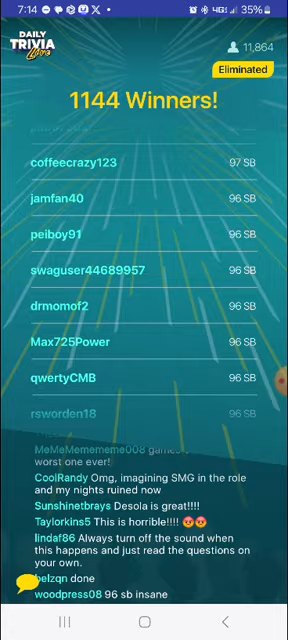 7:14
35%
DAILY
TRIVIA
Live
11,864
Eliminated
1144 Winners!
coffeecrazy123 97 SB
jamfan40 96 SB
peiboy91 96 SB
swaguser44689957 96 SB
drmomof2 96 SB
Max725Power 96 SB
qwertyCMB 96 SB
rsworden18 96 SB
MeMeMemememe008 games
worst one ever!
CoolRandy Omg, imagining SMG in the role
and my nights ruined now
Sunshinetbrays Desola is great!!!!
Taylorkins5 This is horrible!!!! 😡😡
lindaf86 Always turn off the sound when
this happens and just read the questions on
your own.
belzqn done
woodpress08 96 sb insane